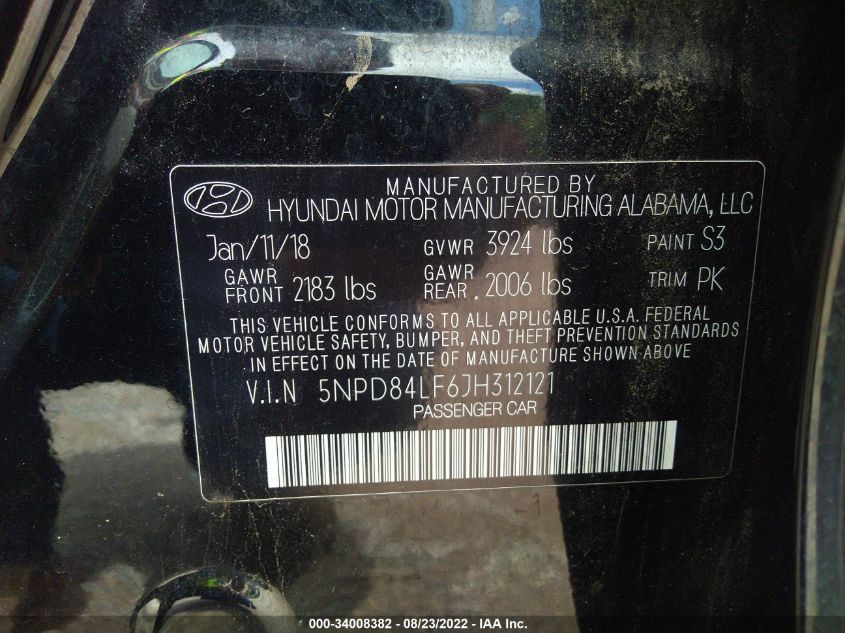 MANUFACTURED BY
HYUNDAI MOTOR MANUFACTURING ALABAMA, LLC
Jan/11/18 GVWR 3924 lbs PAINT S3
GAWR FRONT 2183 lbs GAWR REAR 2006 lbs TRIM PK
THIS VEHICLE CONFORMS TO ALL APPLICABLE U.S.A. FEDERAL
MOTOR VEHICLE SAFETY, BUMPER, AND THEFT PREVENTION STANDARDS
IN EFFECT ON THE DATE OF MANUFACTURE SHOWN ABOVE
V.I.N 5NPD84LF6JH312121
PASSENGER CAR
000-34008382 - 08/23/2022 - IAA Inc.